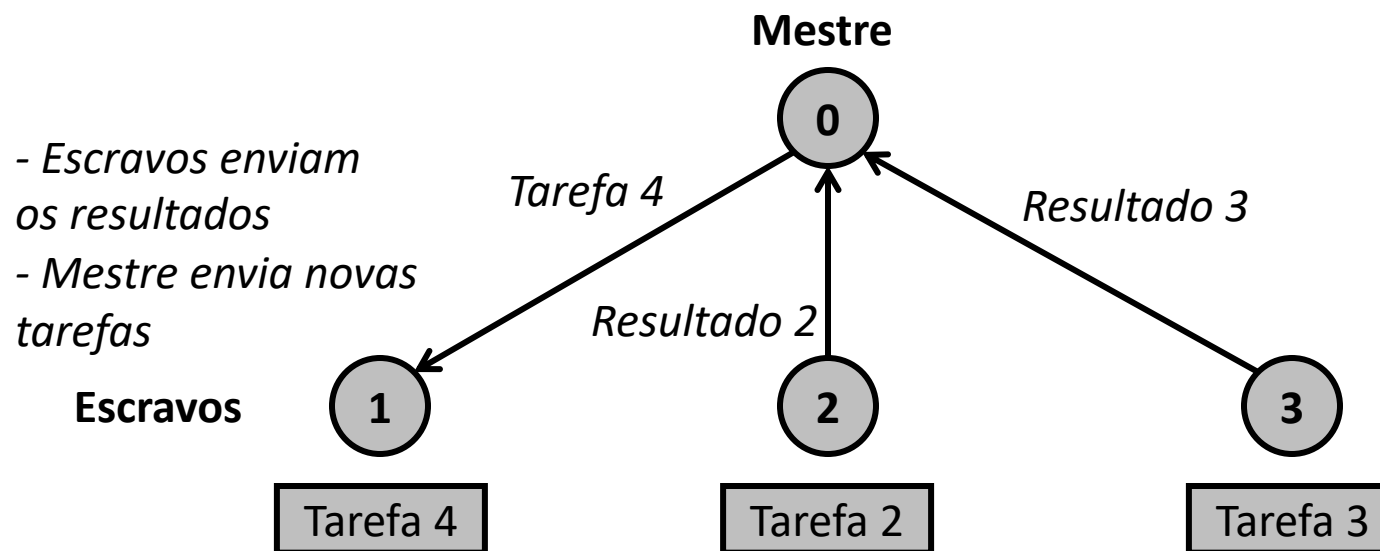 Mestre
0
- Escravos enviam
os resultados
- Mestre envia novas
tarefas
Tarefa 4
Resultado 3
Resultado 2
Escravos
1
2
3
Tarefa 4
Tarefa 2
Tarefa 3